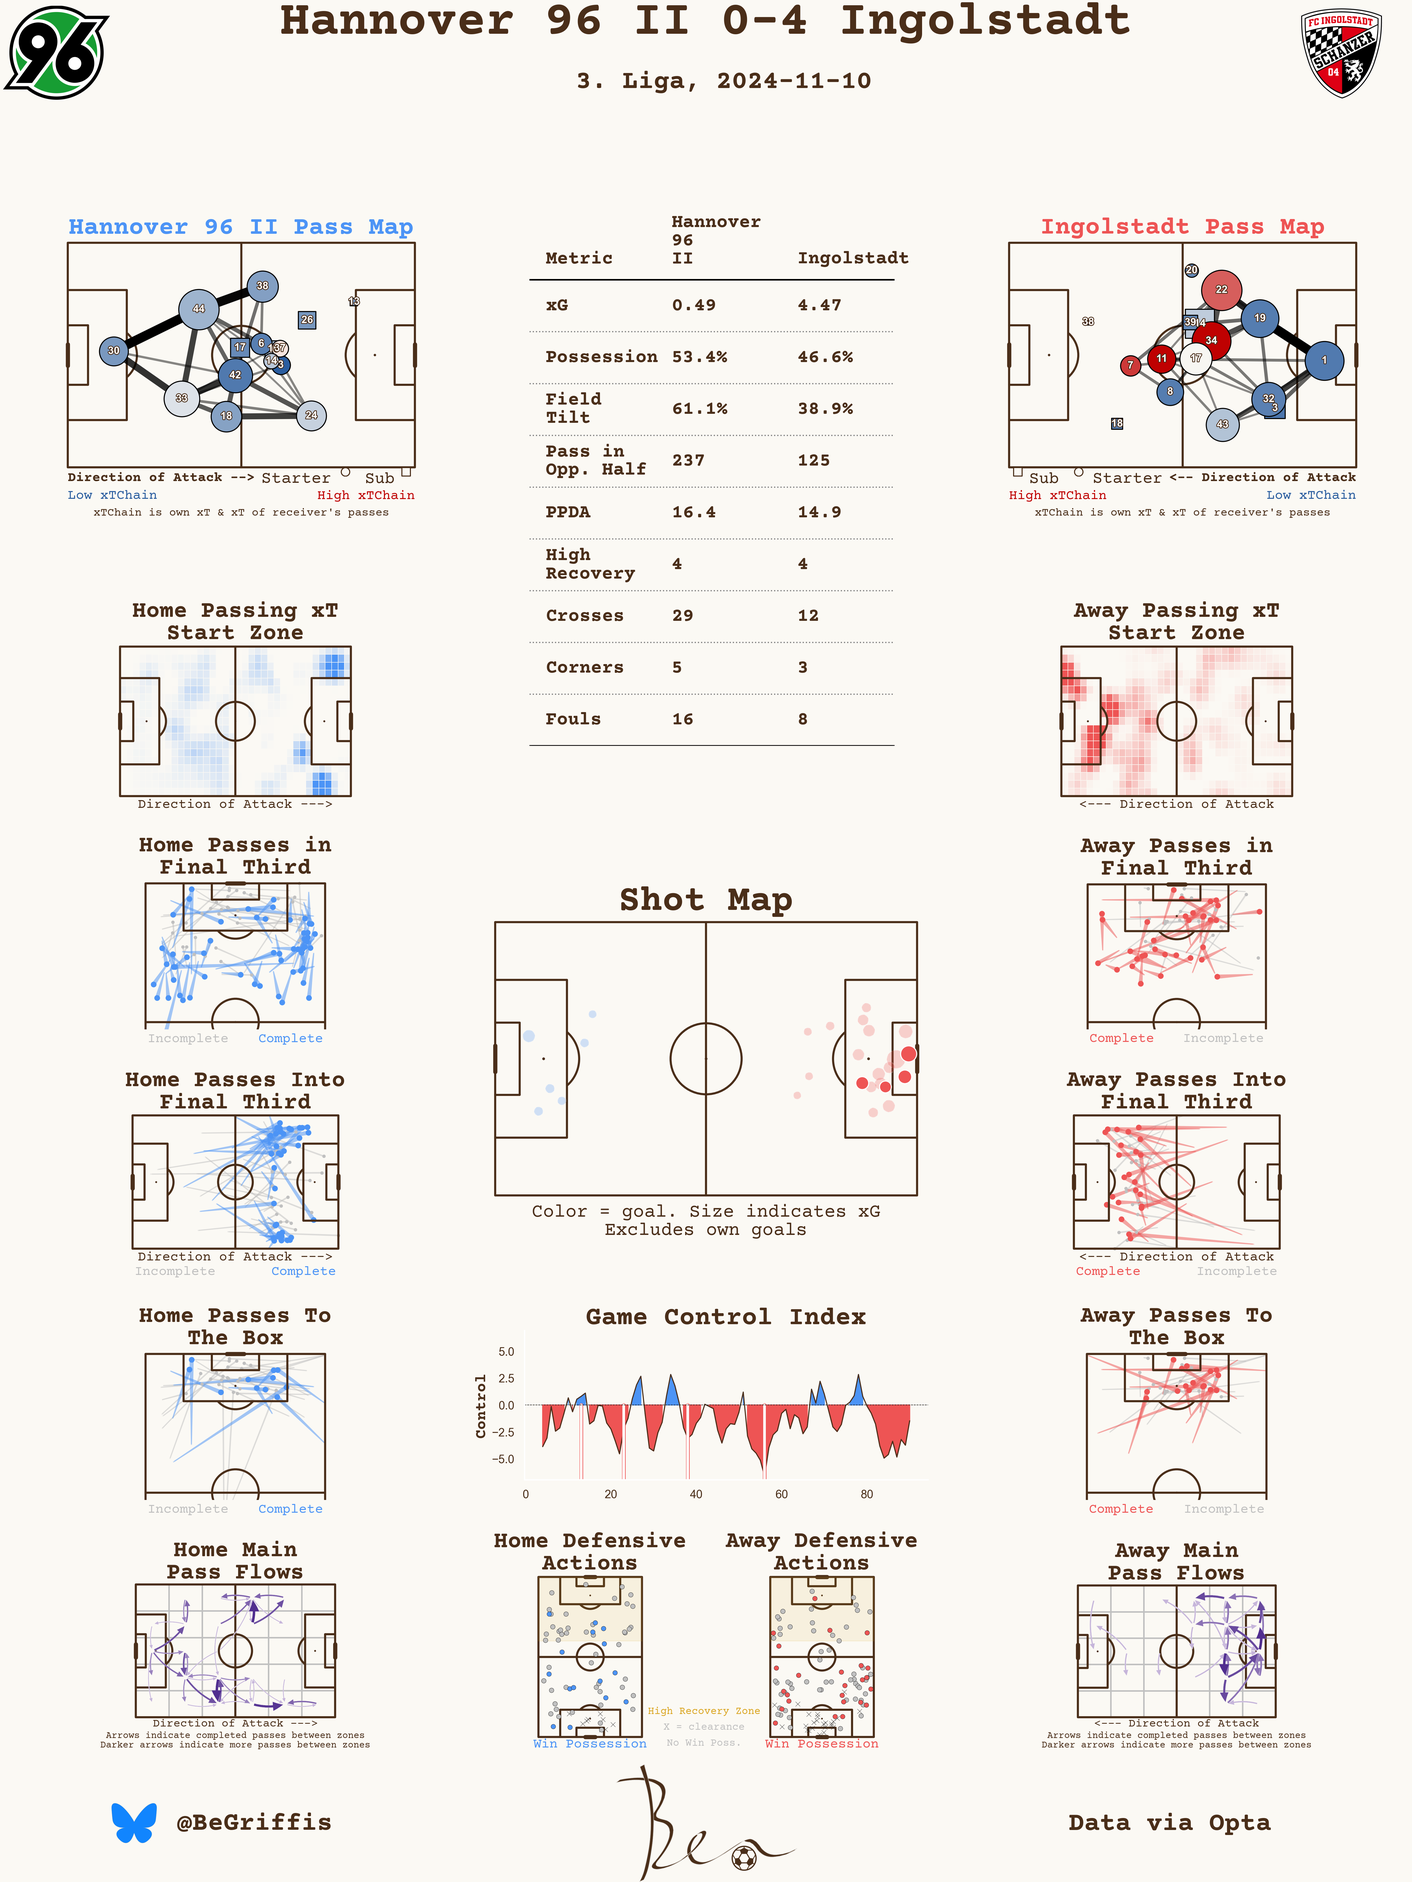 Hannover 96 II 0-4 Ingolstadt
3. Liga, 2024-11-10
96
FC INGOLSTADT
SCHANZER
04
Hannover 96 II Pass Map
38
44
13
26
30
17
6
37
14
3
42
33
18
24
Direction of Attack --> Starter Sub
Low xTChain High xTChain
xTChain is own xT & xT of receiver's passes
Metric Hannover 96 II Ingolstadt
xG 0.49 4.47
Possession 53.4% 46.6%
Field Tilt 61.1% 38.9%
Pass in Opp. Half 237 125
PPDA 16.4 14.9
High Recovery 4 4
Crosses 29 12
Corners 5 3
Fouls 16 8
Ingolstadt Pass Map
20
22
38
39
14
19
34
11
17
1
7
8
32
3
18
43
Sub Starter <-- Direction of Attack
High xTChain Low xTChain
xTChain is own xT & xT of receiver's passes
Home Passing xT
Start Zone
Direction of Attack --->
Away Passing xT
Start Zone
<--- Direction of Attack
Home Passes in
Final Third
Incomplete Complete
Away Passes in
Final Third
Complete Incomplete
Shot Map
Color = goal. Size indicates xG
Excludes own goals
Home Passes Into
Final Third
Direction of Attack --->
Incomplete Complete
Away Passes Into
Final Third
<--- Direction of Attack
Complete Incomplete
Home Passes To
The Box
Incomplete Complete
Game Control Index
Control
5.0
2.5
0.0
−2.5
−5.0
0 20 40 60 80
Away Passes To
The Box
Complete Incomplete
Home Main
Pass Flows
Direction of Attack --->
Arrows indicate completed passes between zones
Darker arrows indicate more passes between zones
Home Defensive
Actions
Win Possession
High Recovery Zone
X = clearance
No Win Poss.
Away Defensive
Actions
Win Possession
Away Main
Pass Flows
<--- Direction of Attack
Arrows indicate completed passes between zones
Darker arrows indicate more passes between zones
@BeGriffis
Ben
Data via Opta